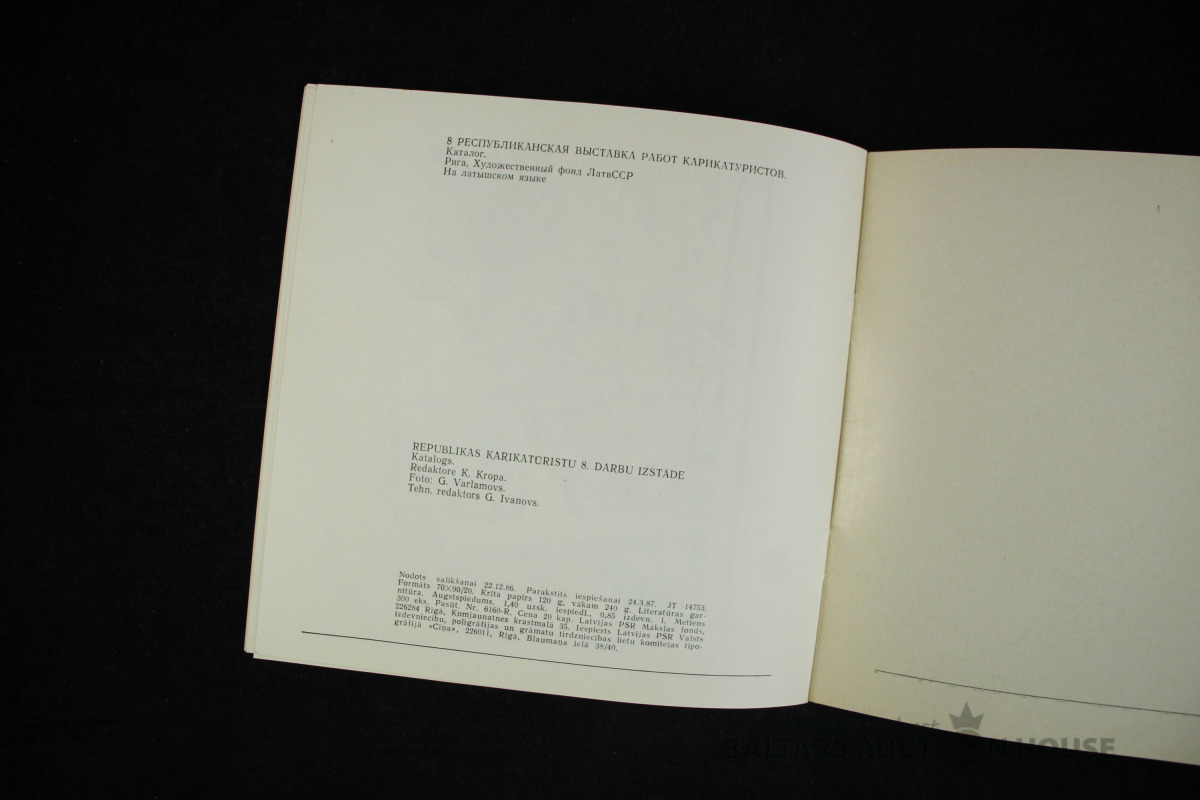 8 РЕСПУБЛИКАНСКАЯ ВЫСТАВКА РАБОТ КАРИКАТУРИСТОВ.
Каталог.
Рига, Художественный фонд ЛатвССР
На латышском языке
REPUBLIKAS KARIKATŪRISTU 8. DARBU IZSTĀDE
Katalogs.
Redaktore K. Kropa.
Foto: G. Varlamovs.
Tehn. redaktors G. Ivanovs.
Nodots salikšanai 22.12.86. Parakstīts iespiešanai 24.3.87. JT 14753.
Formāts 70×90/20. Krīta papīrs 120 g, vākam 240 g. Literatūras gar-
nitūra. Augstspiedums. 1,40 uzsk. iespiedl., 0,85 izdevn. l. Metiens
300 eks. Pasūt. Nr. 6160-R. Cena 20 kap. Latvijas PSR Mākslas fonds,
226284 Rīgā, Komjaunatnes krastmalā 35. Iespiests Latvijas PSR Valsts
izdevniecību, poligrāfijas un grāmatu tirdzniecības lietu komitejas tipo-
grāfijā «Cīņa», 226011, Rīgā, Blaumaņa ielā 38/40.
BALTARS AUCTION HOUSE